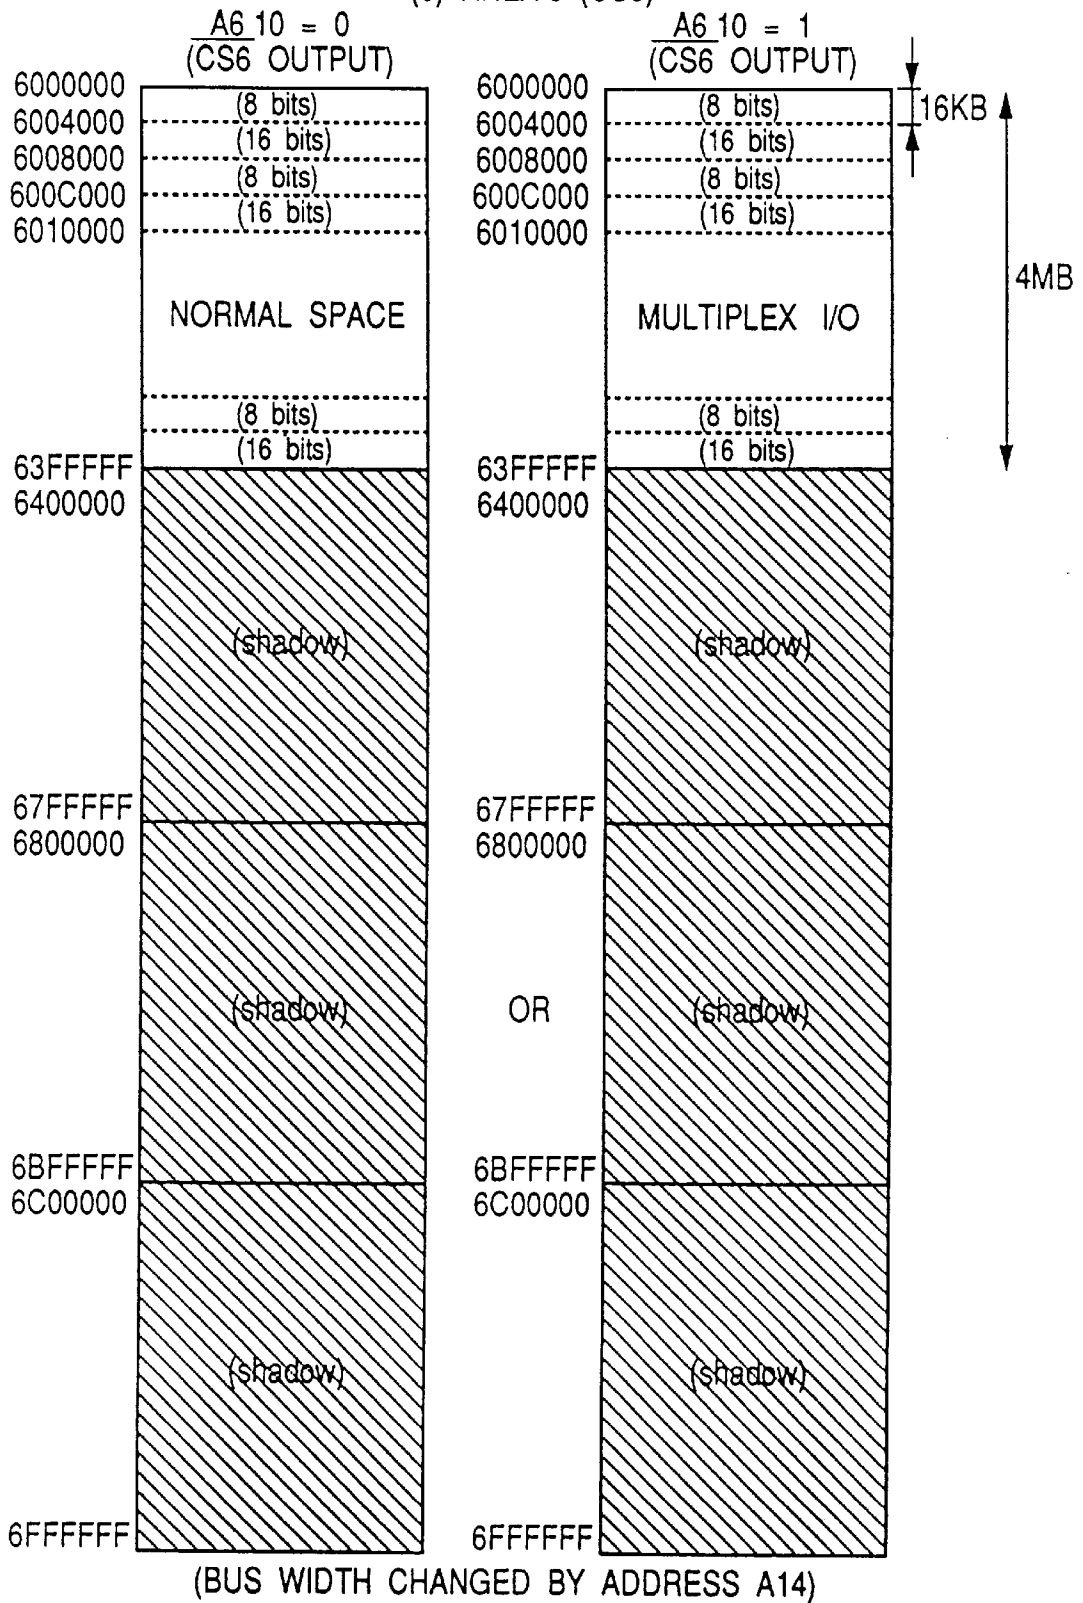 A6 10 = 0
(CS6 OUTPUT)
6000000
(8 bits)
6004000
(16 bits)
6008000
(8 bits)
600C000
(16 bits)
6010000
NORMAL SPACE
(8 bits)
(16 bits)
63FFFFF
6400000
(shadow)
67FFFFF
6800000
(shadow)
6BFFFFF
6C00000
(shadow)
6FFFFFF
A6 10 = 1
(CS6 OUTPUT)
6000000
(8 bits)
16KB
6004000
(16 bits)
6008000
(8 bits)
600C000
(16 bits)
6010000
4MB
MULTIPLEX I/O
(8 bits)
(16 bits)
63FFFFF
6400000
(shadow)
67FFFFF
6800000
OR
(shadow)
6BFFFFF
6C00000
(shadow)
6FFFFFF
(BUS WIDTH CHANGED BY ADDRESS A14)